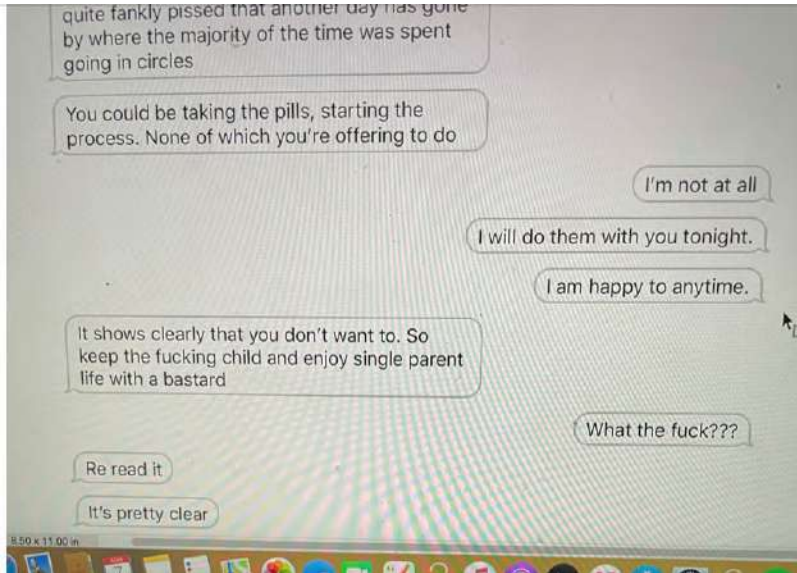 quite fankly pissed that another day has gone
by where the majority of the time was spent
going in circles
You could be taking the pills, starting the
process. None of which you're offering to do
I'm not at all
I will do them with you tonight.
I am happy to anytime.
It shows clearly that you don't want to. So
keep the fucking child and enjoy single parent
life with a bastard
What the fuck???
Re read it
It's pretty clear
8.50 x 11.00 in